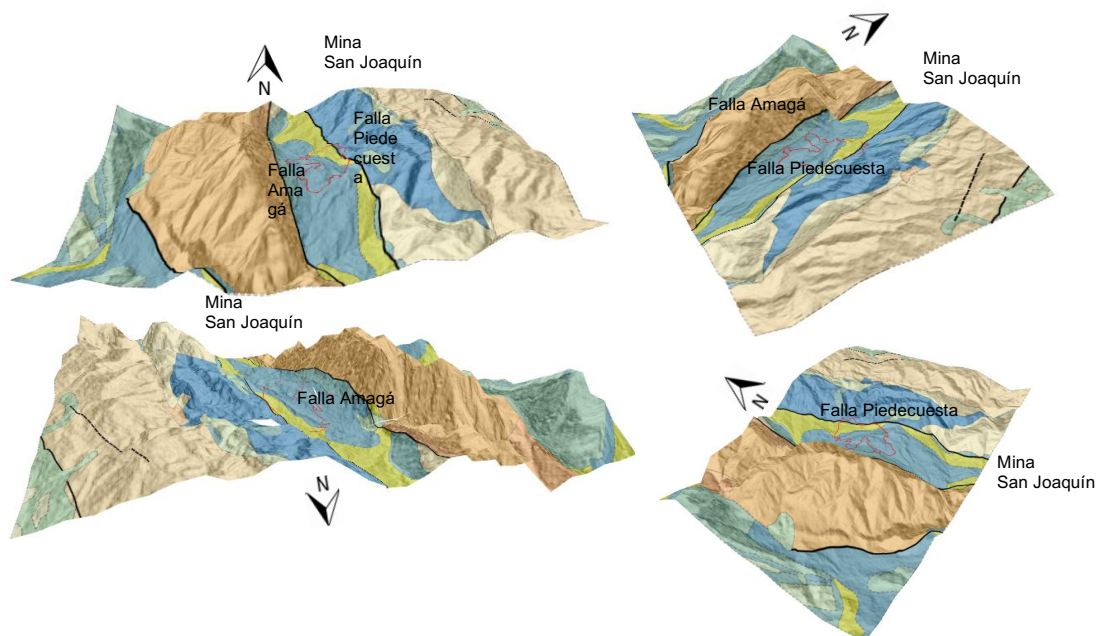 Mina
San Joaquín
N
Falla
Piede
cuest
a
Falla
Ama
gá
N
Mina
San Joaquín
Falla Amagá
Falla Piedecuesta
Mina
San Joaquín
Falla Amagá
N
N
Falla Piedecuesta
Mina
San Joaquín